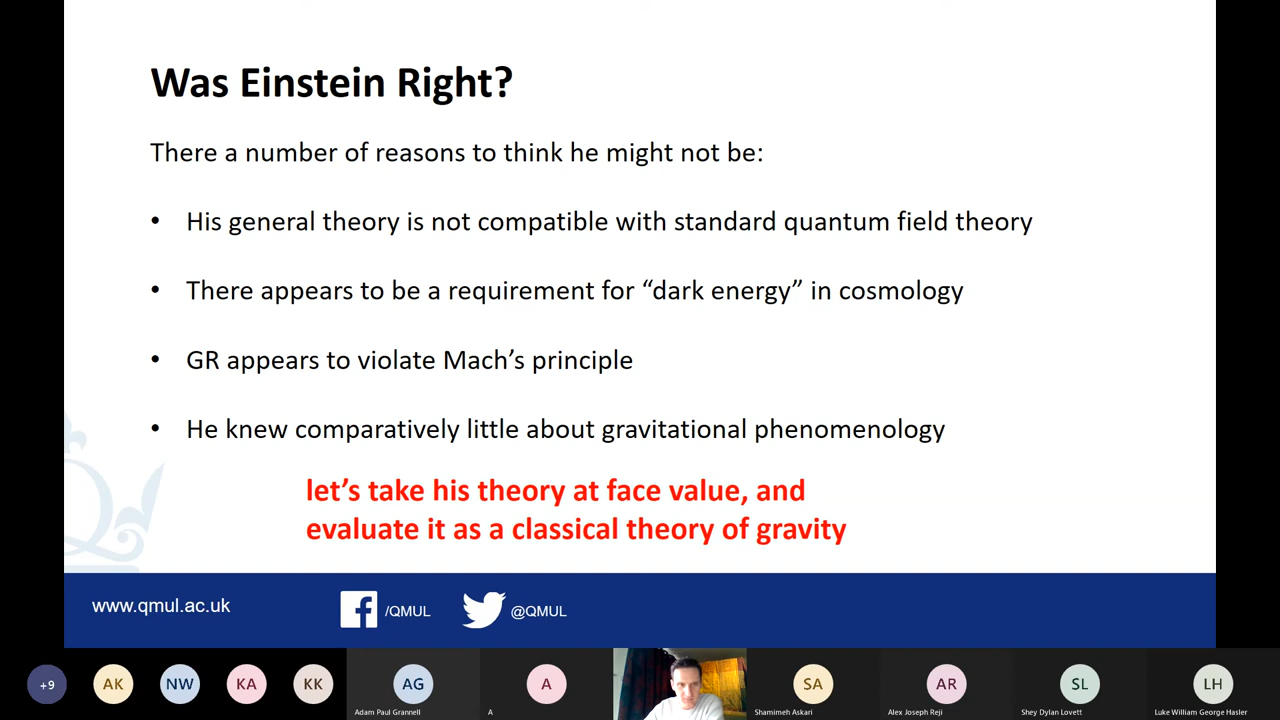 Was Einstein Right?
There a number of reasons to think he might not be:
• His general theory is not compatible with standard quantum field theory
• There appears to be a requirement for “dark energy” in cosmology
• GR appears to violate Mach’s principle
• He knew comparatively little about gravitational phenomenology
let’s take his theory at face value, and
evaluate it as a classical theory of gravity
www.qmul.ac.uk
/QMUL
@QMUL
+9
AK
NW
KA
KK
AG
Adam Paul Grannell
A
A
SA
Shamimeh Askari
AR
Alex Joseph Reji
SL
Shey Dylan Lovett
LH
Luke William George Hasler